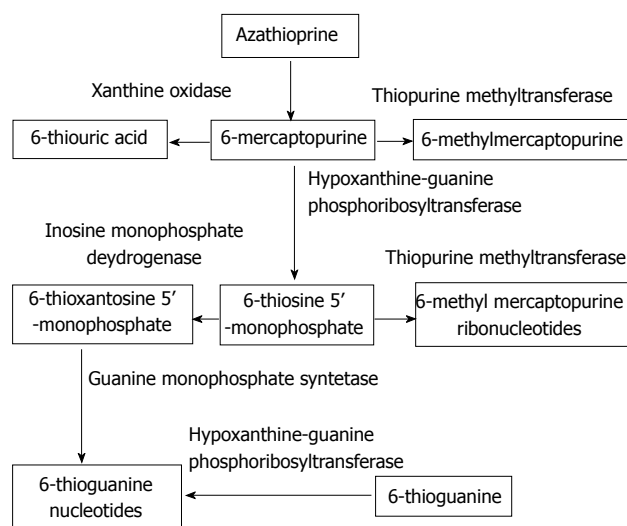 Azathioprine
Xanthine oxidase
Thiopurine methyltransferase
6-thiouric acid
6-mercaptopurine
6-methylmercaptopurine
Hypoxanthine-guanine
phosphoribosyltransferase
Inosine monophosphate
deydrogenase
Thiopurine methyltransferase
6-thioxantosine 5′
-monophosphate
6-thiosine 5′
-monophosphate
6-methyl mercaptopurine
ribonucleotides
Guanine monophosphate syntetase
Hypoxanthine-guanine
phosphoribosyltransferase
6-thioguanine
nucleotides
6-thioguanine